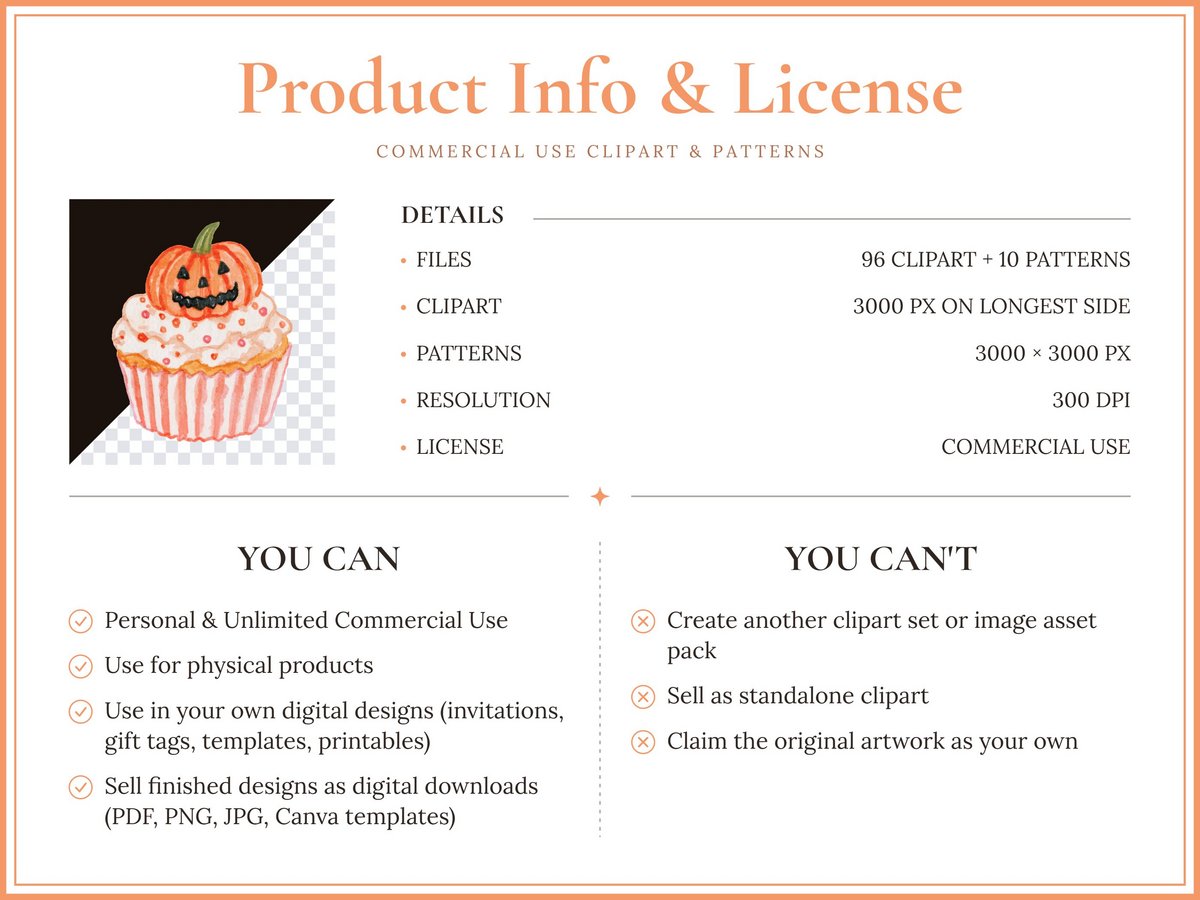 Product Info & License
COMMERCIAL USE CLIPART & PATTERNS
DETAILS
• FILES 96 CLIPART + 10 PATTERNS
• CLIPART 3000 PX ON LONGEST SIDE
• PATTERNS 3000 × 3000 PX
• RESOLUTION 300 DPI
• LICENSE COMMERCIAL USE
YOU CAN
Personal & Unlimited Commercial Use
Use for physical products
Use in your own digital designs (invitations,
gift tags, templates, printables)
Sell finished designs as digital downloads
(PDF, PNG, JPG, Canva templates)
YOU CAN'T
Create another clipart set or image asset
pack
Sell as standalone clipart
Claim the original artwork as your own